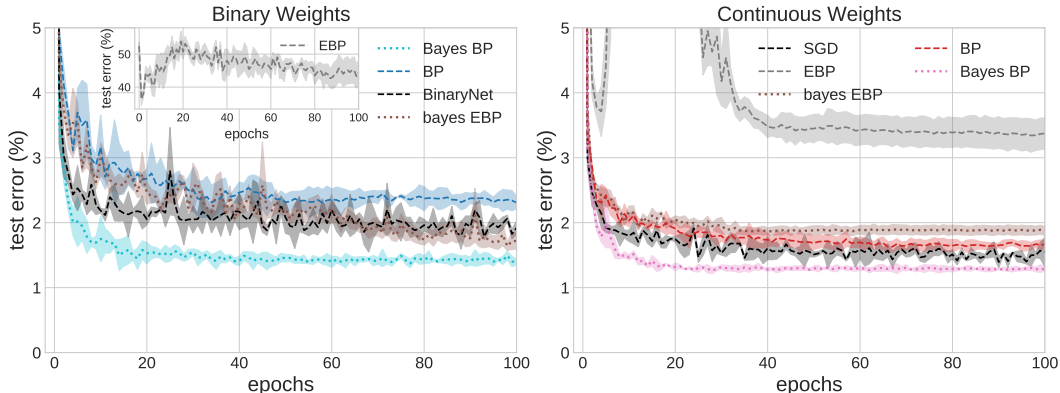 Binary Weights
5
4
3
2
1
0
test error (%)
0 20 40 60 80 100
epochs
50
40
test error (%)
0 20 40 60 80 100
epochs
EBP
Bayes BP
BP
BinaryNet
bayes EBP
Continuous Weights
5
4
3
2
1
0
test error (%)
0 20 40 60 80 100
epochs
SGD
EBP
bayes EBP
BP
Bayes BP